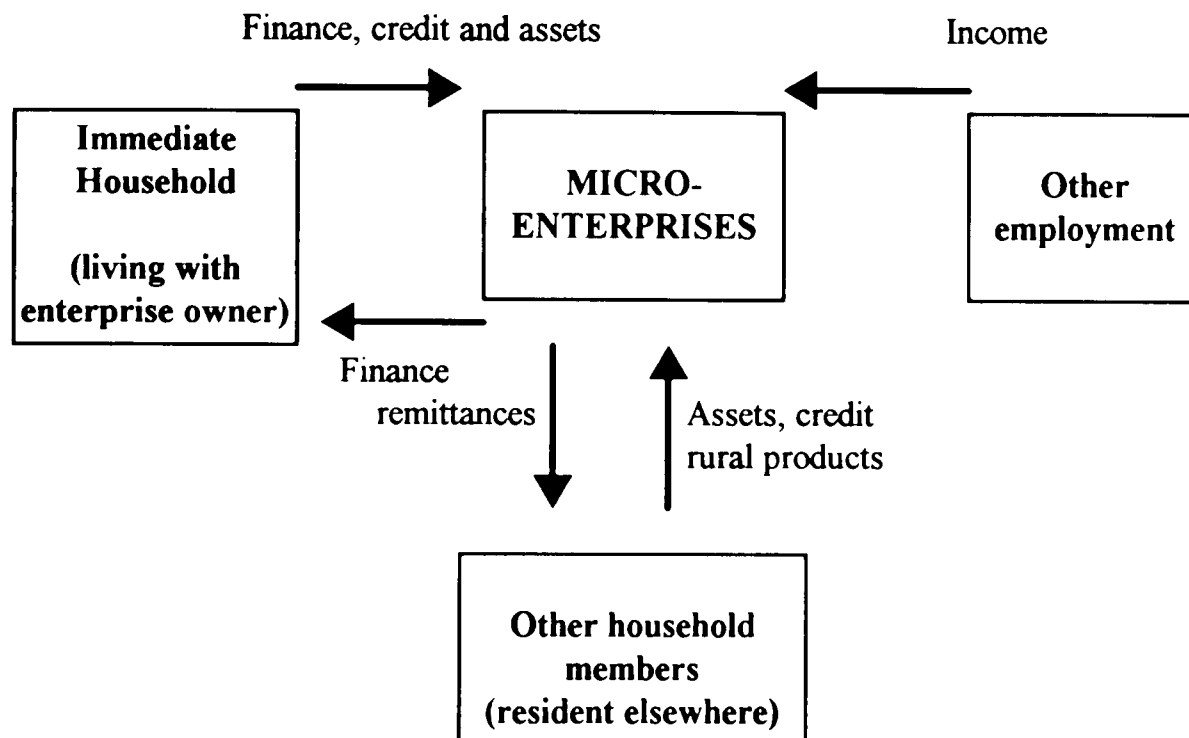 Finance, credit and assets
Income
Immediate
Household
(living with
enterprise owner)
MICRO-
ENTERPRISES
Other
employment
Finance
remittances
Assets, credit
rural products
Other household
members
(resident elsewhere)